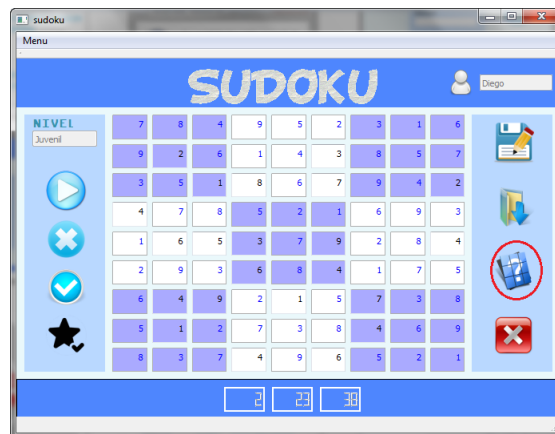 sudoku
Menu
SUDOKU
Diego
NIVEL
Juvenil
7 8 4 9 5 2 3 1 6
9 2 6 1 4 3 8 5 7
3 5 1 8 6 7 9 4 2
4 7 8 5 2 1 6 9 3
1 6 5 3 7 9 2 8 4
2 9 3 6 8 4 1 7 5
6 4 9 2 1 5 7 3 8
5 1 2 7 3 8 4 6 9
8 3 7 4 9 6 5 2 1
2 23 38